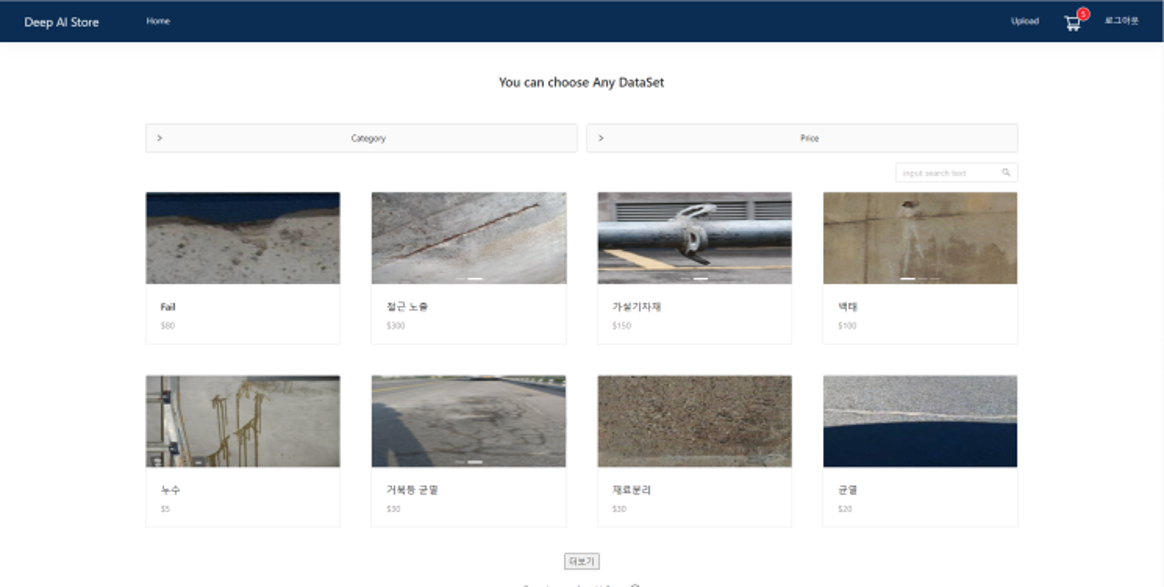 Deep AI Store
Home
Upload
5
로그아웃
You can choose Any DataSet
Category
Price
input search text
Fail
$80
철근 노출
$300
가설기자재
$150
백태
$100
누수
$5
거북등 균열
$30
재료분리
$30
균열
$20
더보기